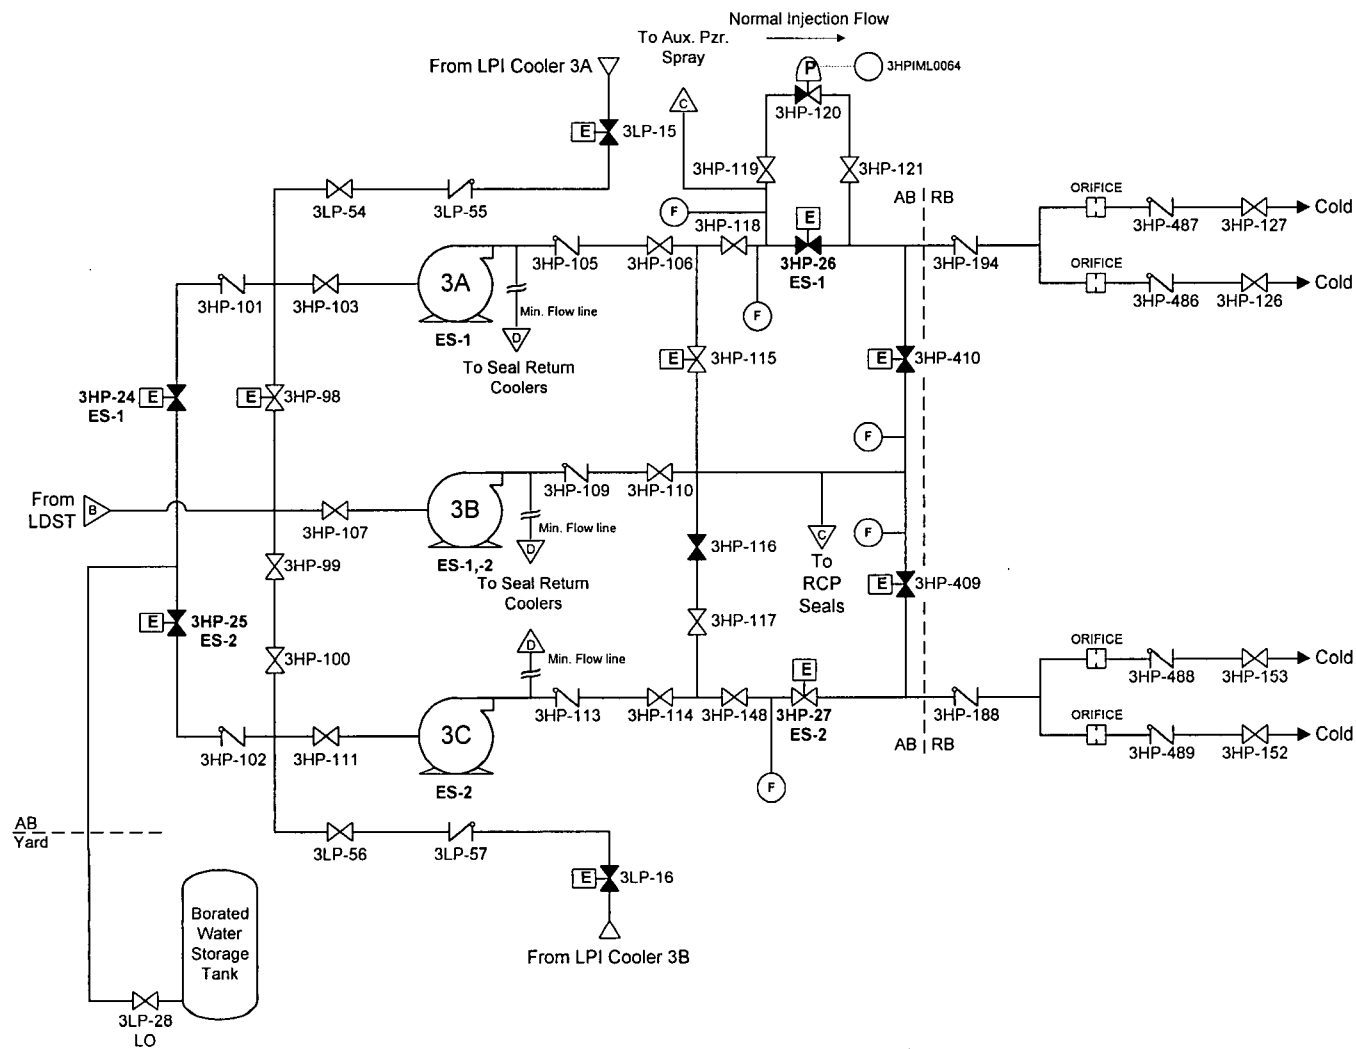 Normal Injection Flow
To Aux. Pzr.
Spray
From LPI Cooler 3A
P
3HPIML0064
C
3HP-120
E
3LP-15
3HP-119
3HP-121
AB
RB
ORIFICE
Cold
3LP-54
3LP-55
F
3HP-118
E
3HP-487
3HP-127
3HP-105
3HP-106
3HP-26
ES-1
3HP-194
ORIFICE
Cold
3A
3HP-101
3HP-103
Min. Flow line
F
3HP-486
3HP-126
ES-1
D
To Seal Return
Coolers
E
3HP-115
E
3HP-410
3HP-24
ES-1
E
E
3HP-98
F
From
LDST
B
3B
3HP-109
3HP-110
3HP-107
Min. Flow line
F
C
3HP-116
ES-1,-2
D
To Seal Return
Coolers
To
RCP
Seals
3HP-99
E
3HP-409
E
3HP-25
ES-2
3HP-117
3HP-100
D
Min. Flow line
E
ORIFICE
Cold
3HP-488
3HP-153
3C
3HP-113
3HP-114
3HP-148
3HP-27
ES-2
3HP-188
ORIFICE
Cold
3HP-102
3HP-111
AB
RB
3HP-489
3HP-152
ES-2
F
AB
Yard
3LP-56
3LP-57
E
3LP-16
Borated
Water
Storage
Tank
From LPI Cooler 3B
3LP-28
LO